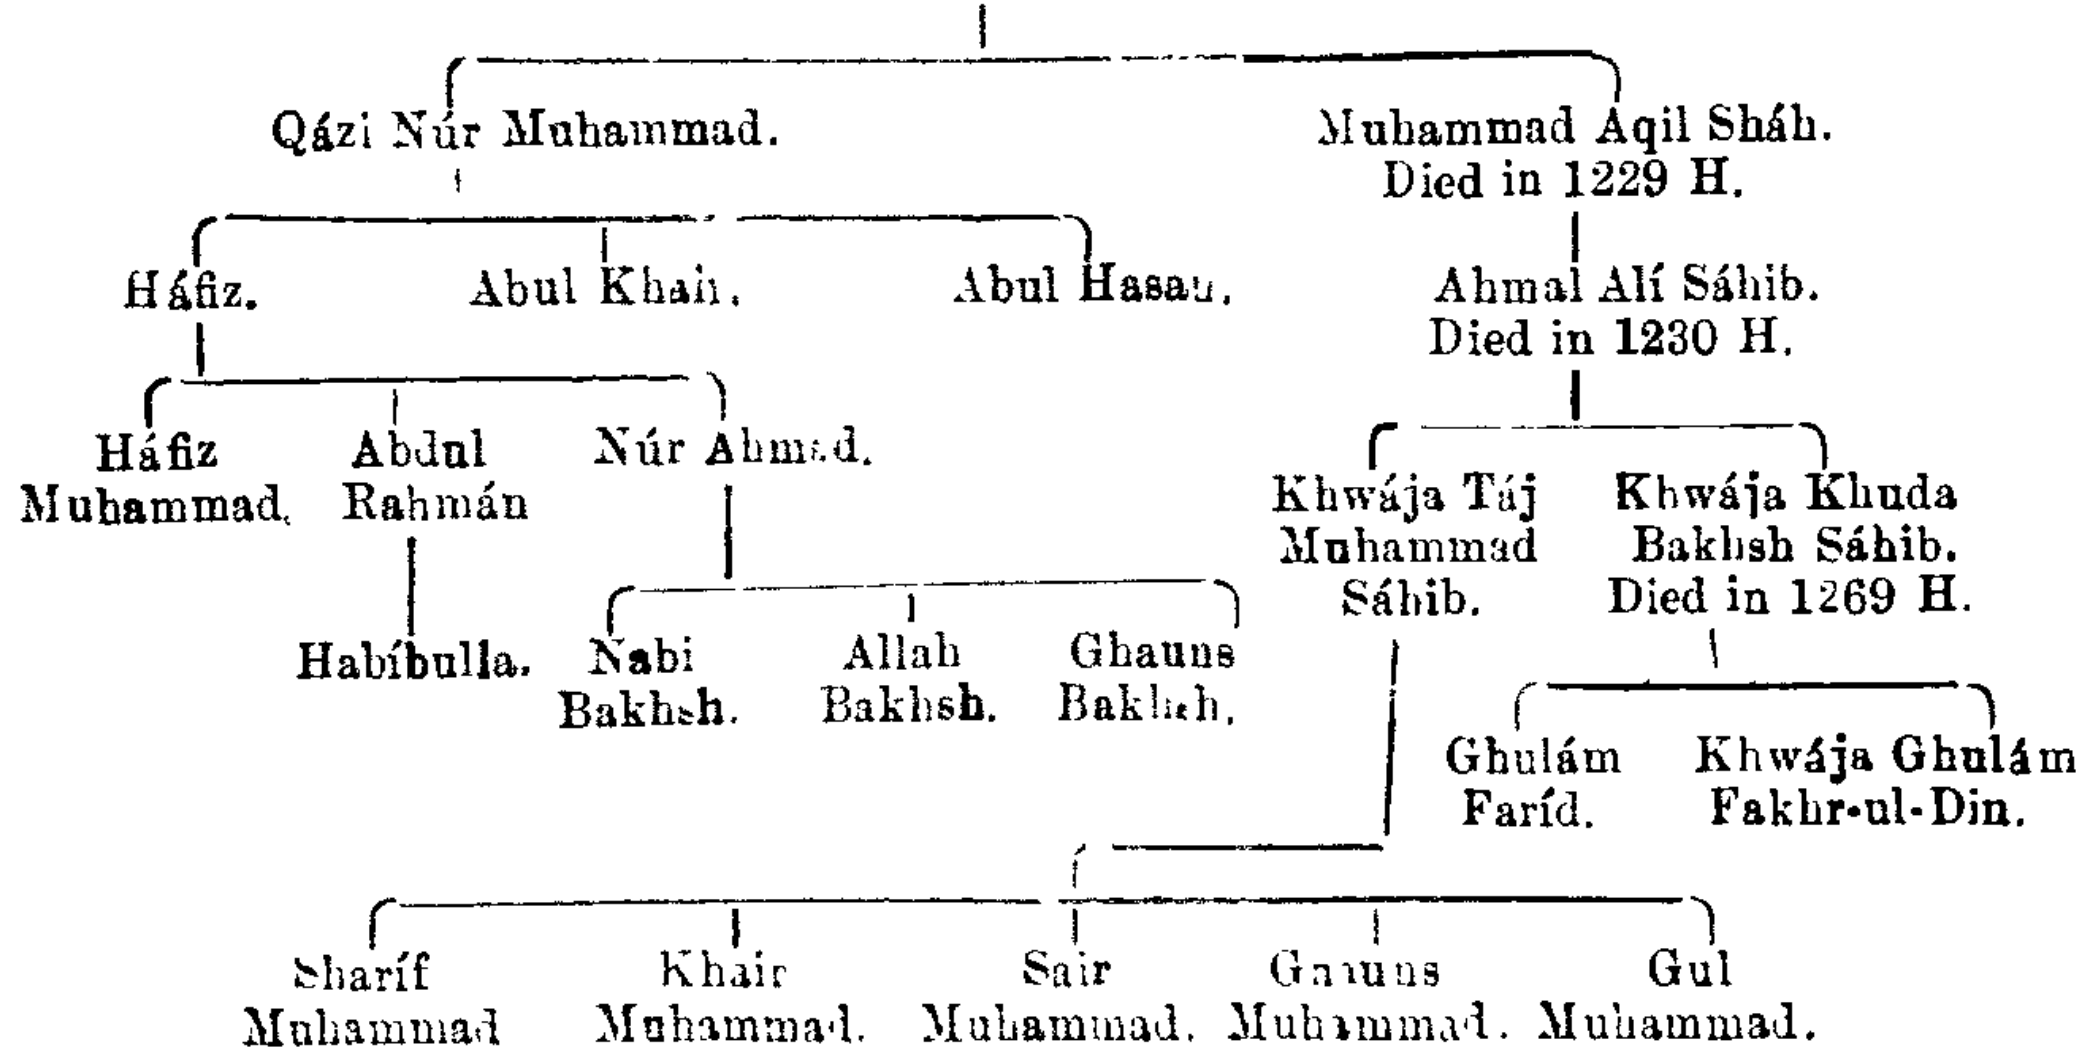 Qázi Núr Muhammad.
Muhammad Aqil Sháh.
Died in 1229 H.
Háfiz.
Abul Khair.
Abul Hasan.
Ahmal Alí Sáhib.
Died in 1230 H.
Háfiz
Muhammad.
Abdul
Rahmán
Núr Ahmad.
Khwája Táj
Muhammad
Sáhib.
Khwája Khuda
Bakhsh Sáhib.
Died in 1269 H.
Habíbulla.
Nabi
Bakhsh.
Allah
Bakhsh.
Ghauns
Bakhsh.
Ghulám
Faríd.
Khwája Ghulám
Fakhr-ul-Din.
Sharíf
Muhammad
Khair
Muhammad.
Sair
Muhammad.
Ghauns
Muhammad.
Gul
Muhammad.